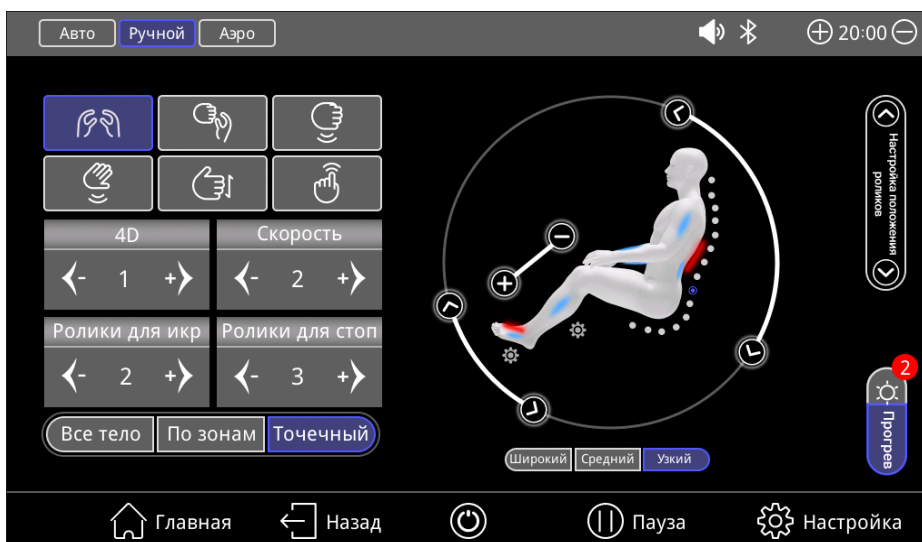 Авто Ручной Аэро 20:00
4D Скорость
- 1 + - 2 +
Ролики для икр Ролики для стоп
- 2 + - 3 +
Все тело По зонам Точечный
Широкий Средний Узкий
Настройка положения
роликов
2
Прогрев
Главная Назад Пауза Настройка